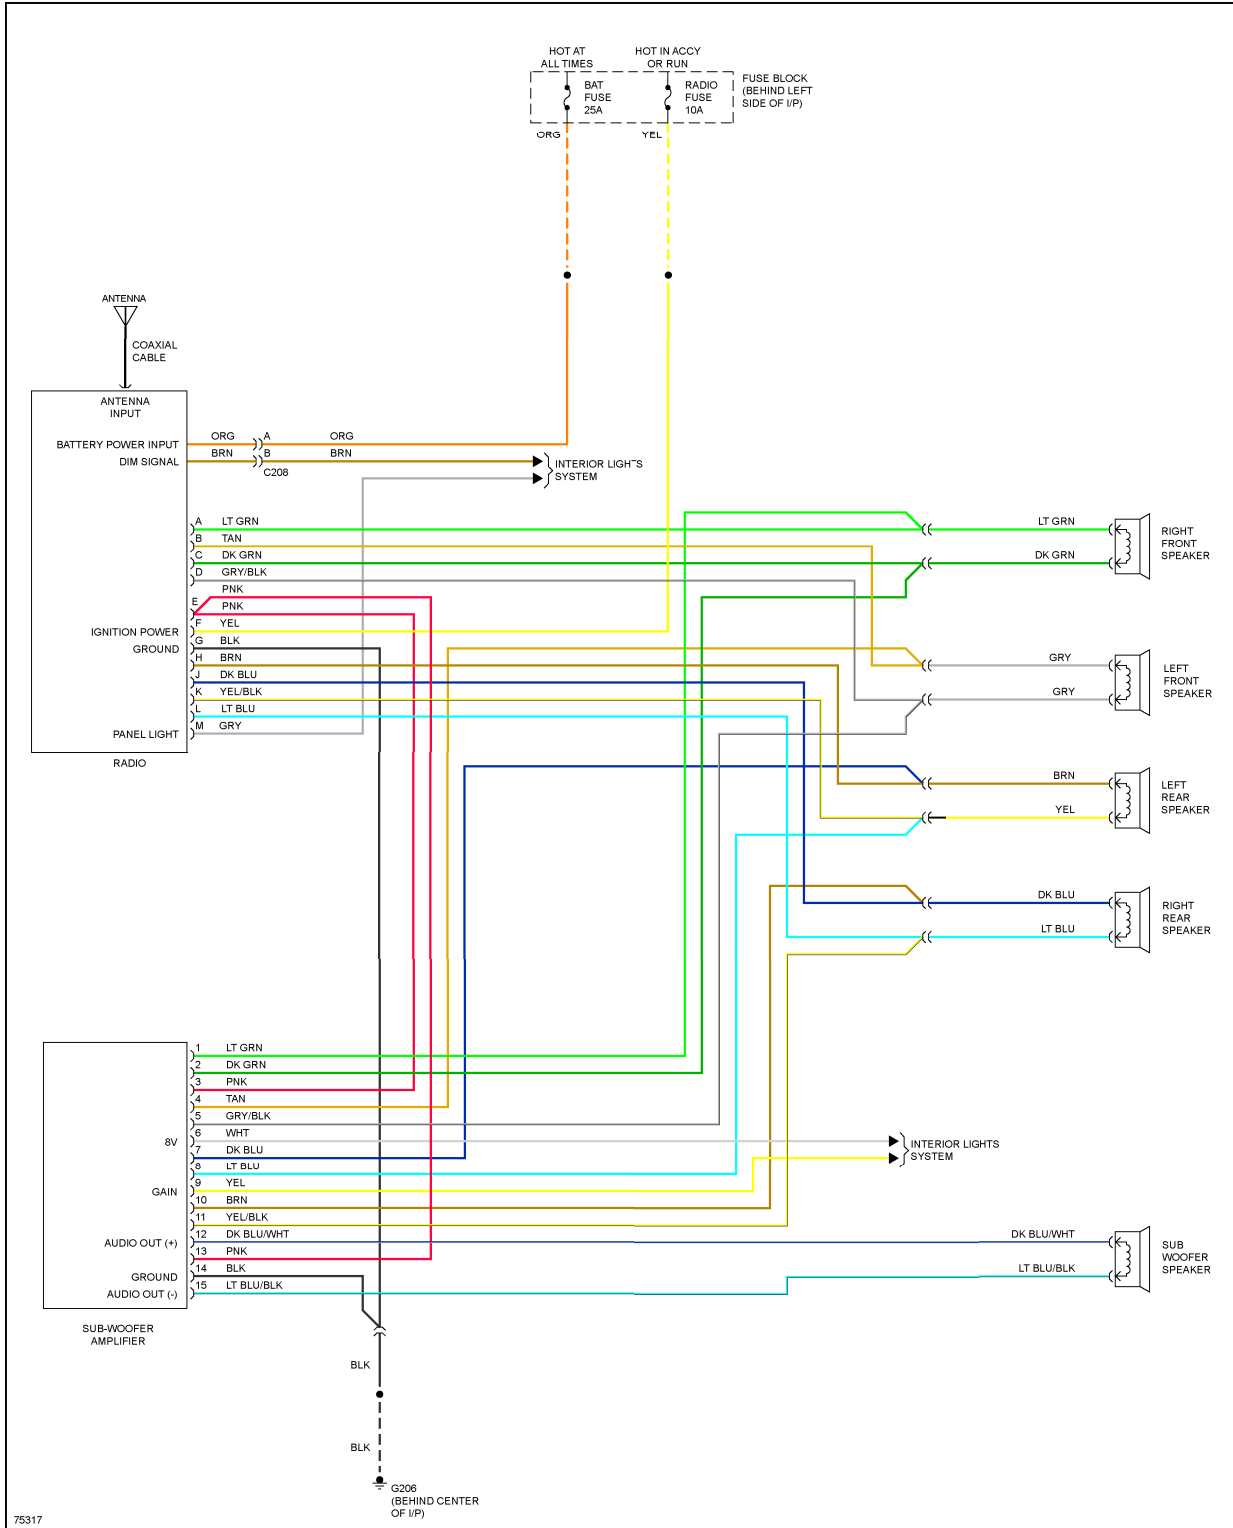 HOT AT
ALL TIMES
HOT IN ACCY
OR RUN
BAT
FUSE
25A
RADIO
FUSE
10A
FUSE BLOCK
(BEHIND LEFT
SIDE OF I/P)
ORG
YEL
ANTENNA
COAXIAL
CABLE
ANTENNA
INPUT
BATTERY POWER INPUT
ORG
A
ORG
DIM SIGNAL
BRN
B
BRN
C208
INTERIOR LIGHTS
SYSTEM
A LT GRN
B TAN
C DK GRN
D GRY/BLK
PNK
E PNK
IGNITION POWER
F YEL
GROUND
G BLK
H BRN
J DK BLU
K YEL/BLK
L LT BLU
PANEL LIGHT
M GRY
RADIO
LT GRN
DK GRN
RIGHT
FRONT
SPEAKER
GRY
GRY
LEFT
FRONT
SPEAKER
BRN
YEL
LEFT
REAR
SPEAKER
DK BLU
LT BLU
RIGHT
REAR
SPEAKER
1 LT GRN
2 DK GRN
3 PNK
4 TAN
5 GRY/BLK
8V
6 WHT
7 DK BLU
8 LT BLU
GAIN
9 YEL
10 BRN
11 YEL/BLK
AUDIO OUT (+)
12 DK BLU/WHT
13 PNK
GROUND
14 BLK
AUDIO OUT (-)
15 LT BLU/BLK
SUB-WOOFER
AMPLIFIER
INTERIOR LIGHTS
SYSTEM
DK BLU/WHT
LT BLU/BLK
SUB
WOOFER
SPEAKER
BLK
BLK
G206
(BEHIND CENTER
OF I/P)
75317